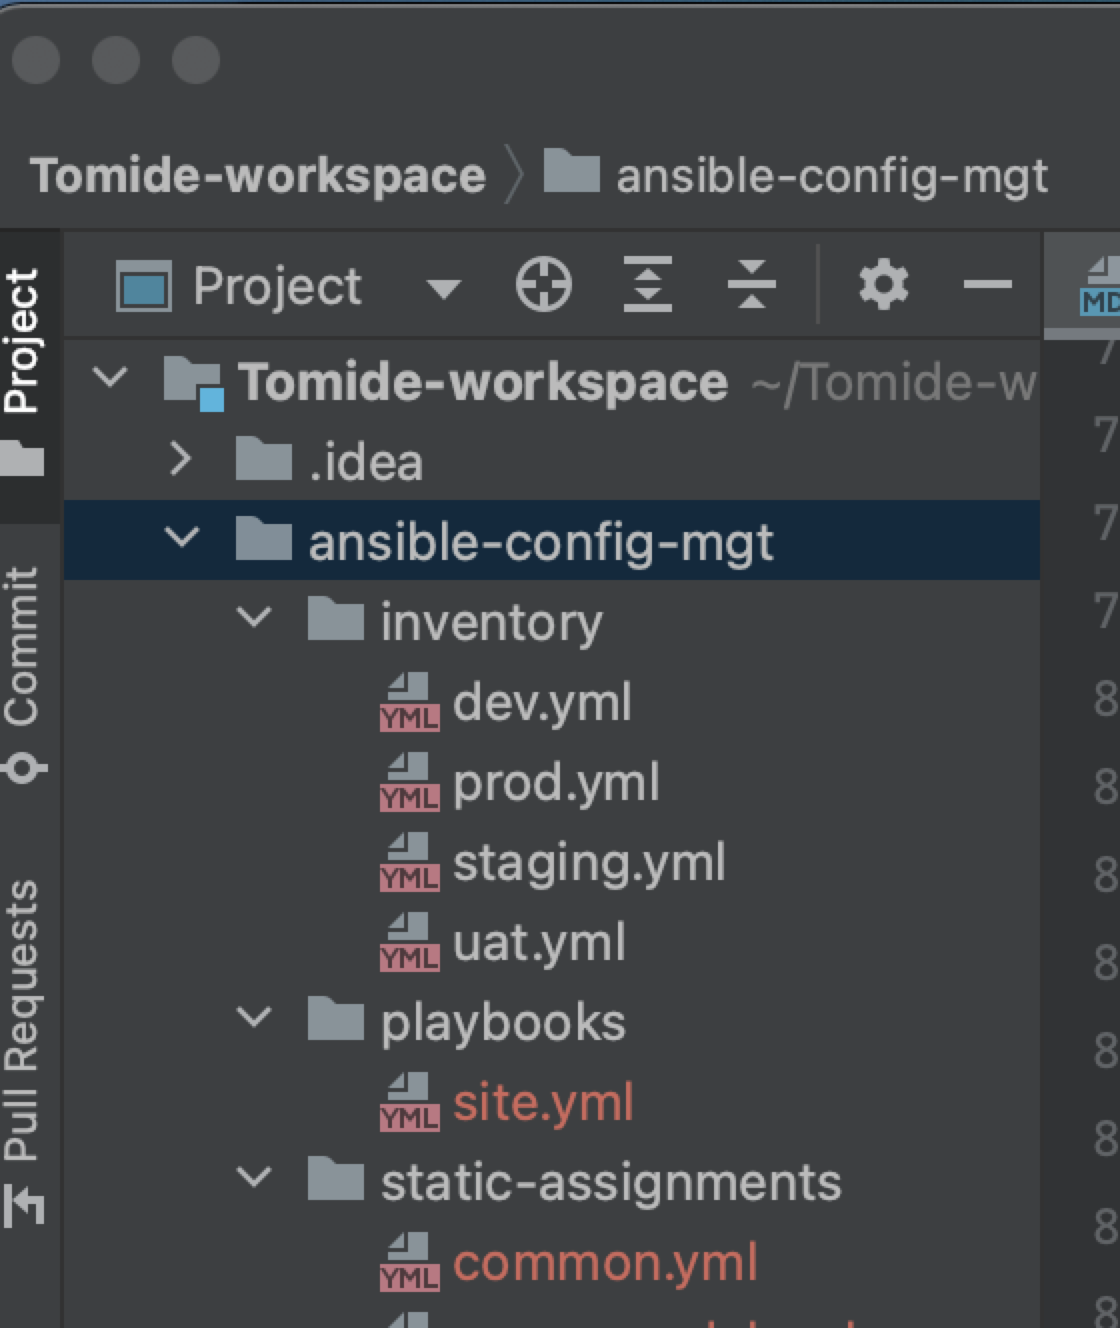 Tomide-workspace ansible-config-mgt
Project
Project
MD
Tomide-workspace ~/Tomide-w
.idea
ansible-config-mgt
inventory
YML dev.yml
YML prod.yml
YML staging.yml
YML uat.yml
playbooks
YML site.yml
static-assignments
YML common.yml
Commit
Pull Requests
7
7
7
7
8
8
8
8
8
8
8
8